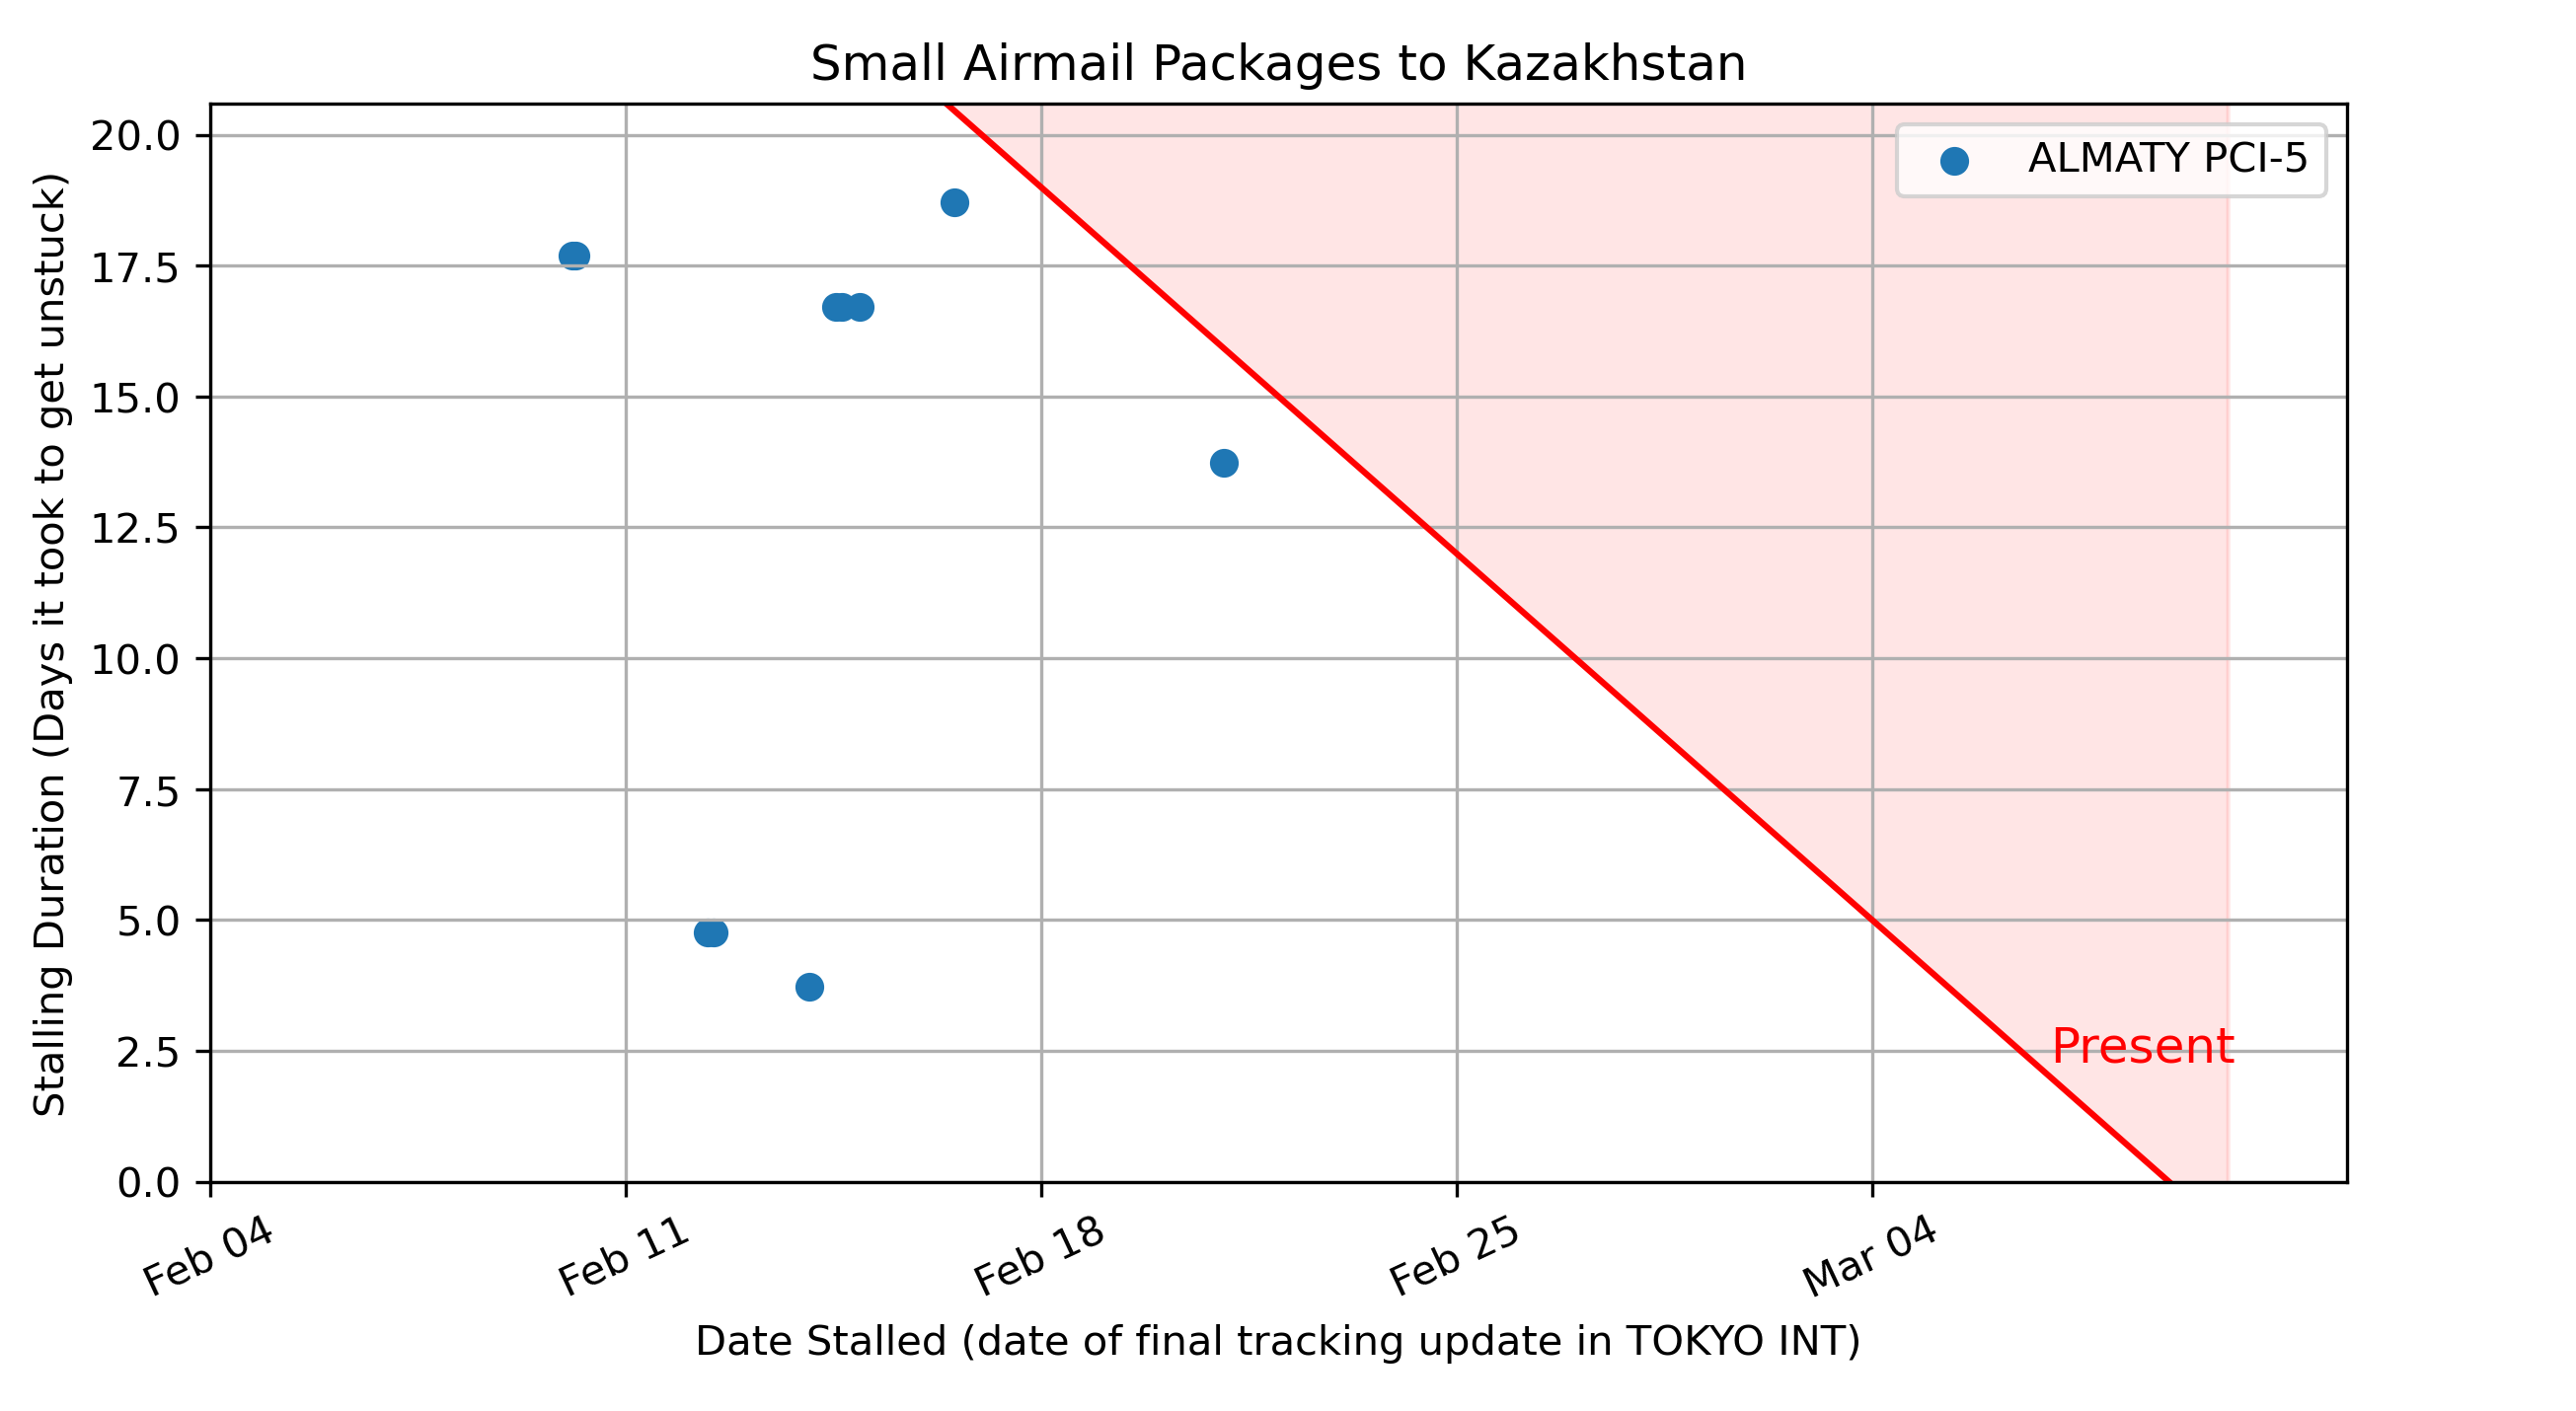 Small Airmail Packages to Kazakhstan
ALMATY PCI-5
Stalling Duration (Days it took to get unstuck)
20.0
17.5
15.0
12.5
10.0
7.5
5.0
2.5
0.0
Present
Feb 04
Feb 11
Feb 18
Feb 25
Mar 04
Date Stalled (date of final tracking update in TOKYO INT)